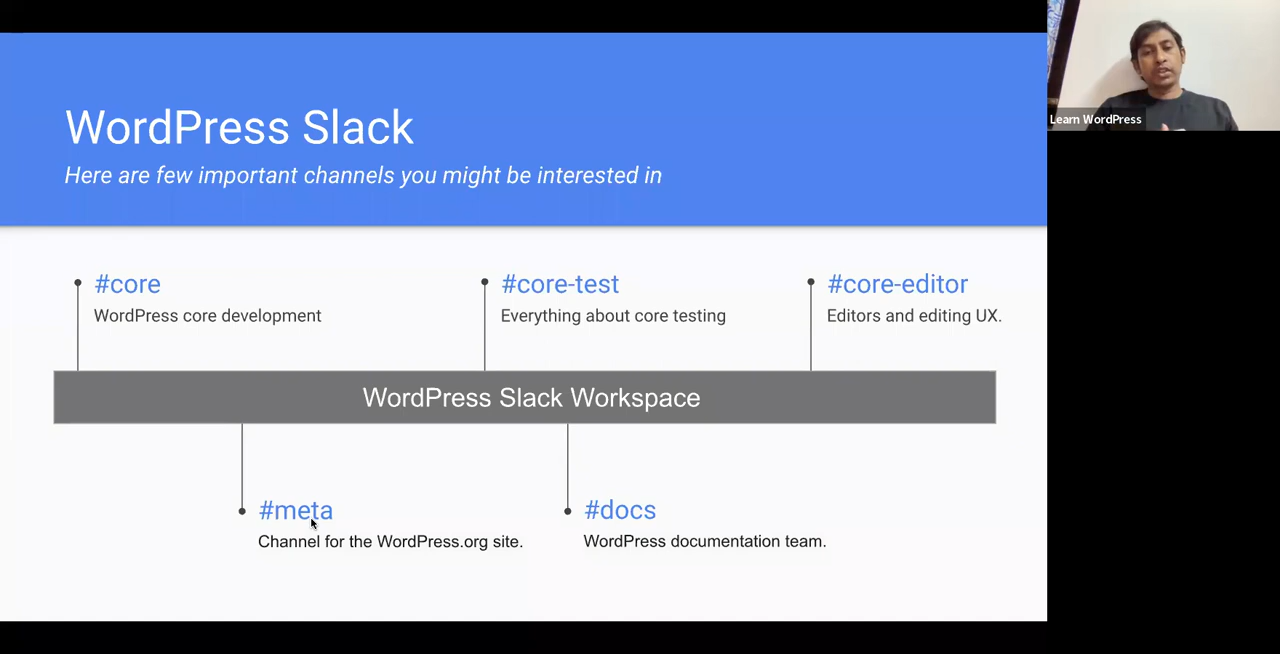 WordPress Slack
Here are few important channels you might be interested in
Learn WordPress
#core
WordPress core development
#core-test
Everything about core testing
#core-editor
Editors and editing UX.
WordPress Slack Workspace
#meta
Channel for the WordPress.org site.
#docs
WordPress documentation team.